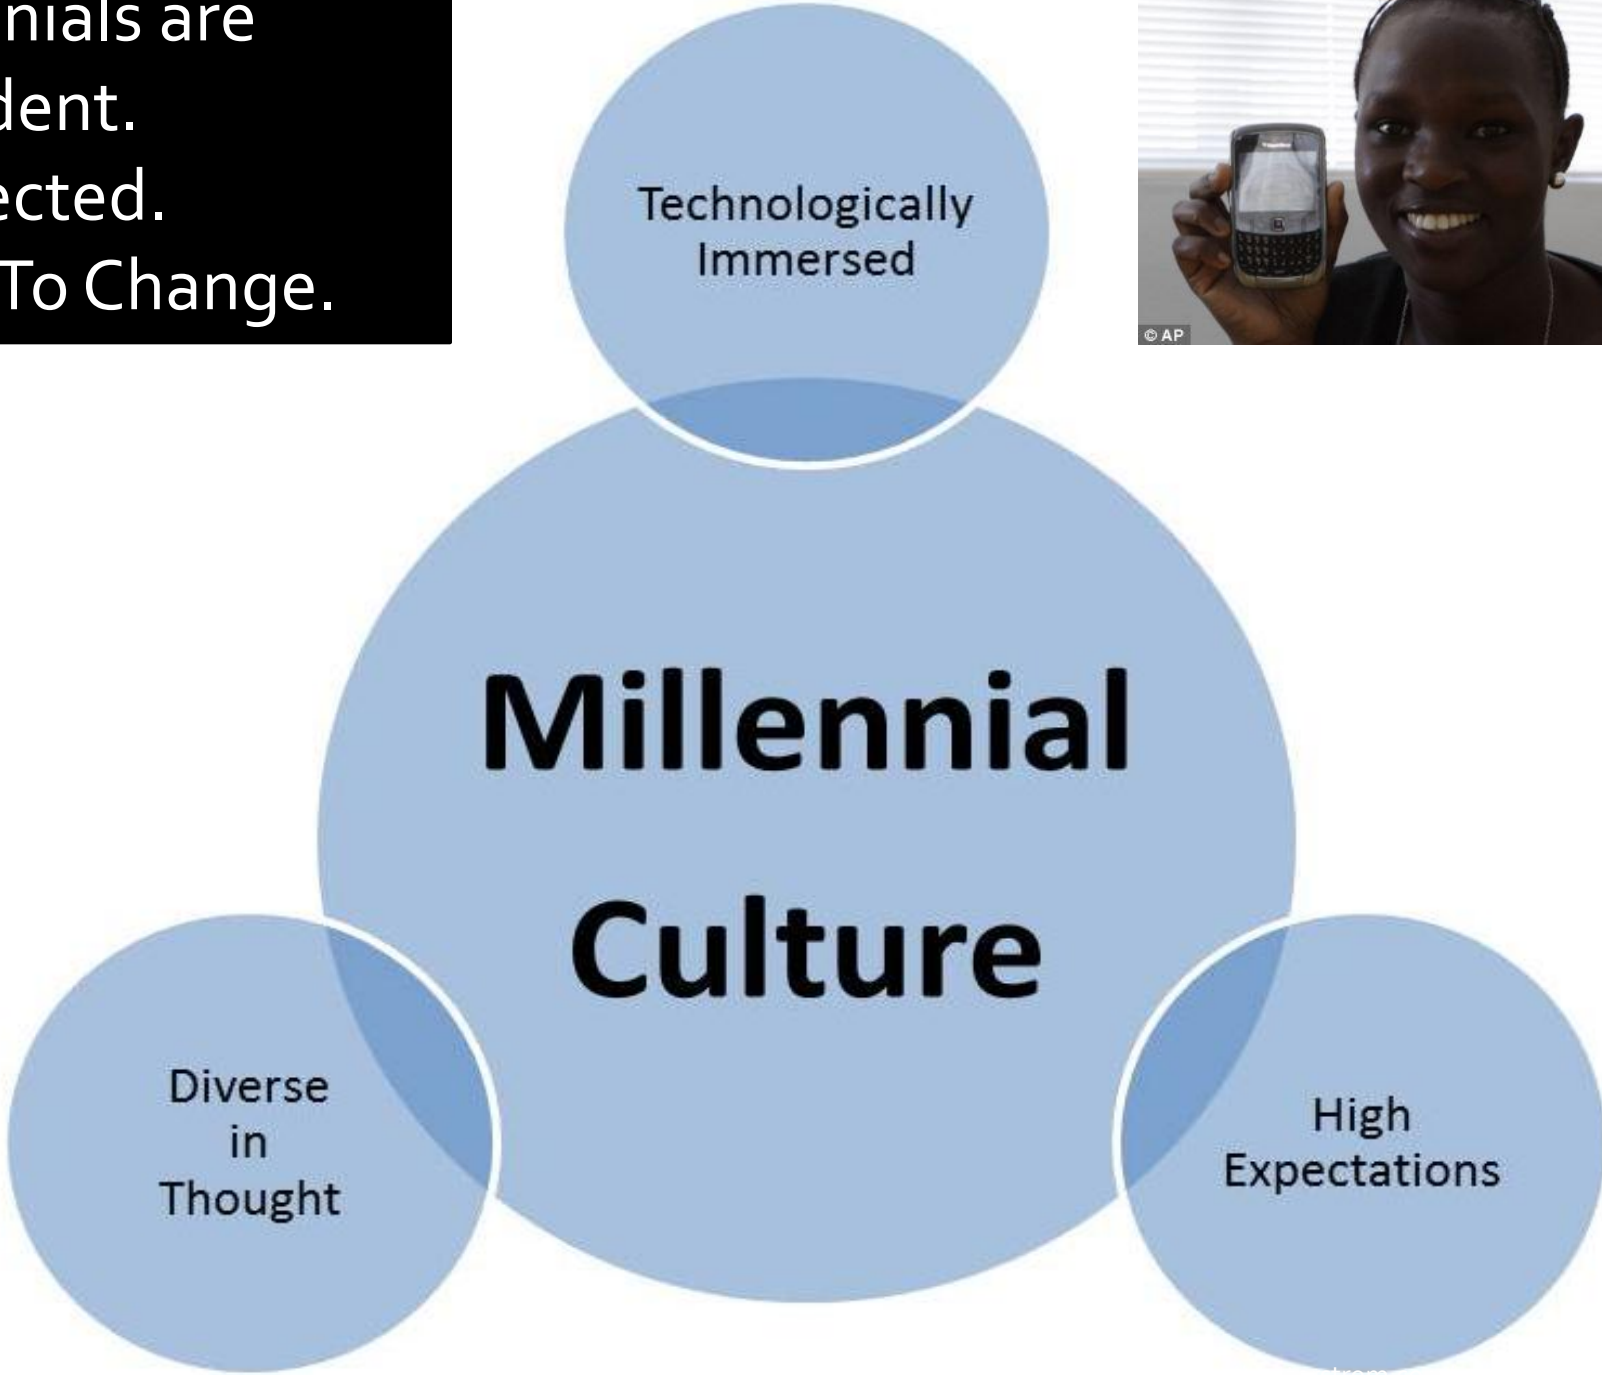 nials are
dent.
ected.
To Change.
© AP
Technologically
Immersed
Millennial
Culture
Diverse
in
Thought
High
Expectations